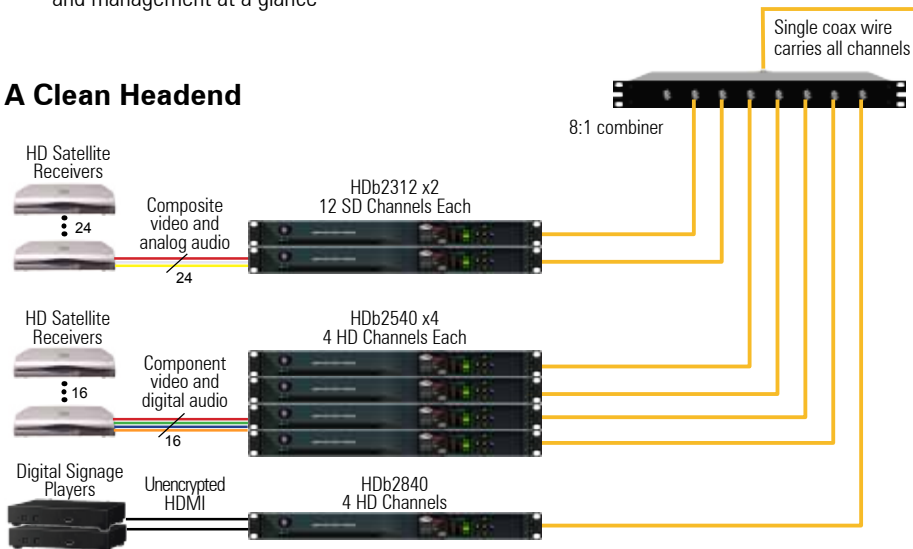 and management at a glance
Single coax wire
carries all channels
A Clean Headend
8:1 combiner
HD Satellite
Receivers
24
Composite
video and
analog audio
24
HDb2312 x2
12 SD Channels Each
HD Satellite
Receivers
16
Component
video and
digital audio
16
HDb2540 x4
4 HD Channels Each
Digital Signage
Players
Unencrypted
HDMI
HDb2840
4 HD Channels